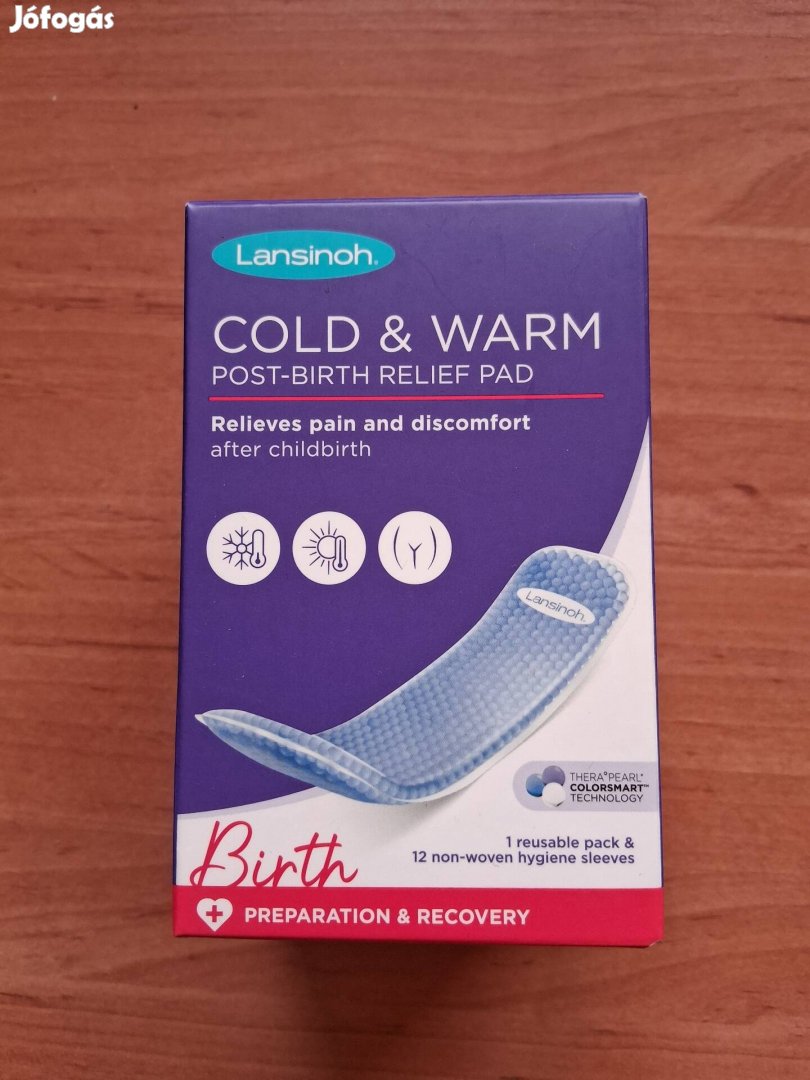 Jófogás
Lansinoh®
COLD & WARM
POST-BIRTH RELIEF PAD
Relieves pain and discomfort
after childbirth
Lansinoh®
THERA°PEARL®
COLORSMART™
TECHNOLOGY
1 reusable pack &
12 non-woven hygiene sleeves
Birth
PREPARATION & RECOVERY